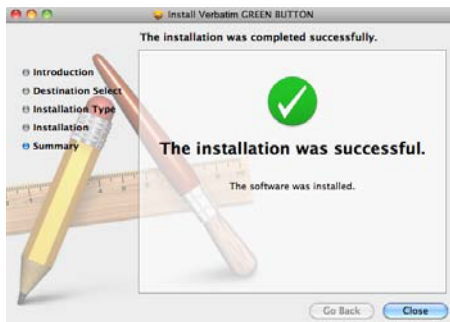 Install Verbatim GREEN BUTTON
The installation was completed successfully.
Introduction
Destination Select
Installation Type
Installation
Summary
The installation was successful.
The software was installed.
Go Back
Close